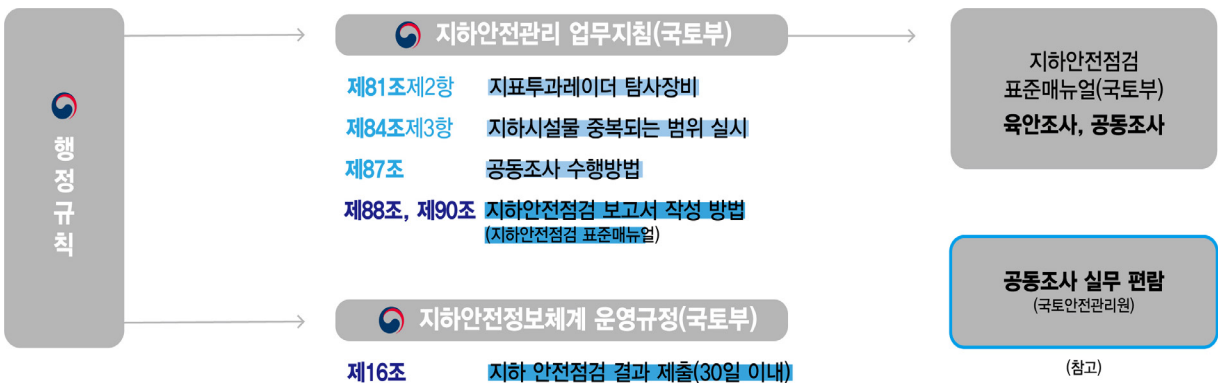 행정규칙
지하안전관리 업무지침(국토부)
제81조제2항 지표투과레이더 탐사장비
제84조제3항 지하시설물 중복되는 범위 실시
제87조 공동조사 수행방법
제88조, 제90조 지하안전점검 보고서 작성 방법
(지하안전점검 표준매뉴얼)
지하안전정보체계 운영규정(국토부)
제16조 지하 안전점검 결과 제출(30일 이내)
지하안전점검
표준매뉴얼(국토부)
육안조사, 공동조사
공동조사 실무 편람
(국토안전관리원)
(참고)